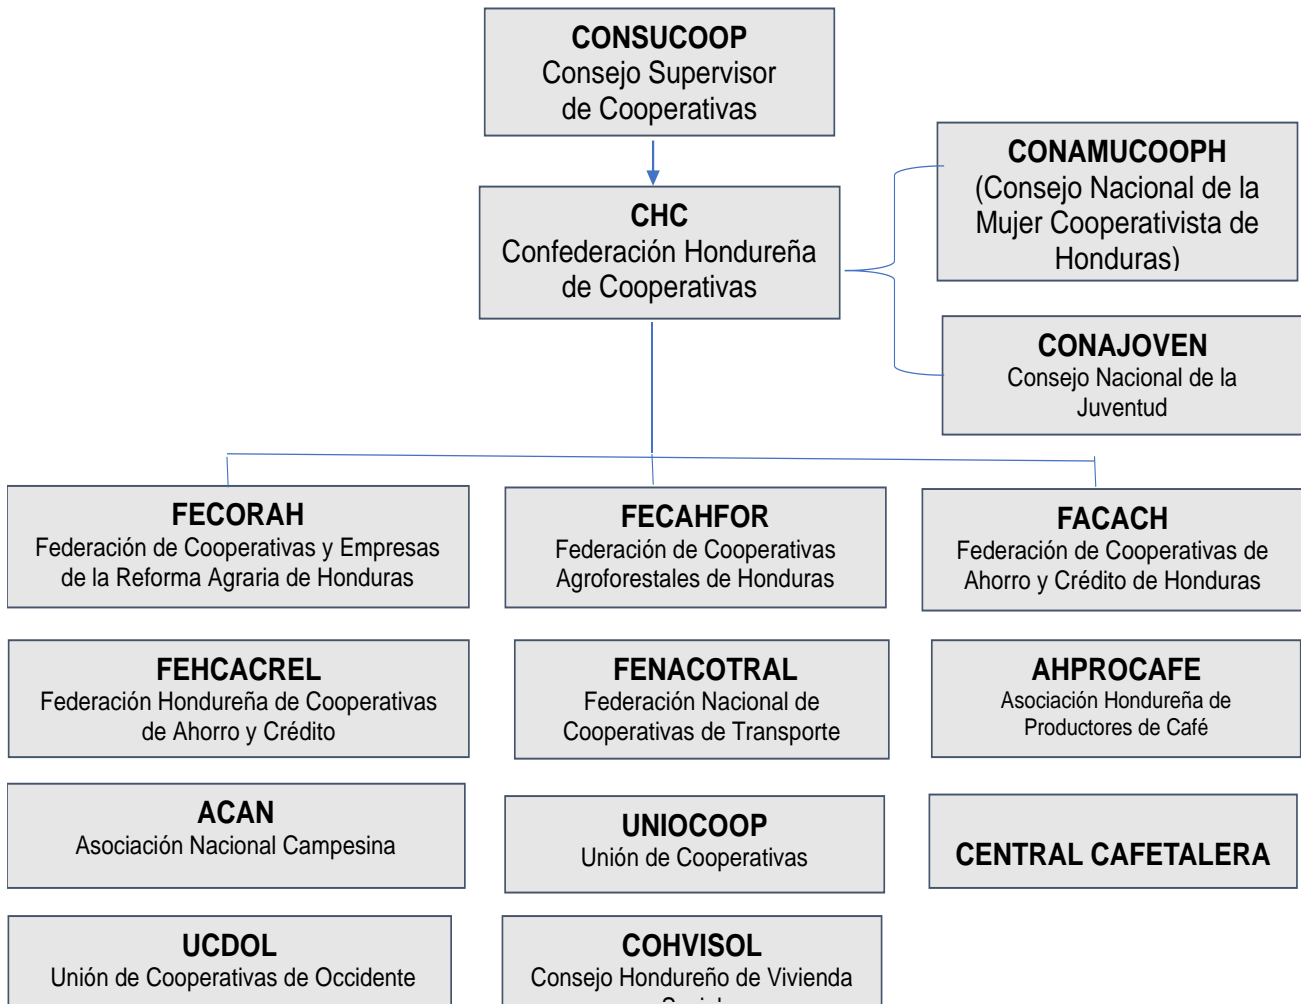 CONSUCOOP
Consejo Supervisor
de Cooperativas
CONAMUCOOPH
(Consejo Nacional de la
Mujer Cooperativista de
Honduras)
CHC
Confederación Hondureña
de Cooperativas
CONAJOVEN
Consejo Nacional de la
Juventud
FECORAH
Federación de Cooperativas y Empresas
de la Reforma Agraria de Honduras
FECAHFOR
Federación de Cooperativas
Agroforestales de Honduras
FACACH
Federación de Cooperativas de
Ahorro y Crédito de Honduras
FEHCACREL
Federación Hondureña de Cooperativas
de Ahorro y Crédito
FENACOTRAL
Federación Nacional de
Cooperativas de Transporte
AHPROCAFE
Asociación Hondureña de
Productores de Café
ACAN
Asociación Nacional Campesina
UNIOCOOP
Unión de Cooperativas
CENTRAL CAFETALERA
UCDOL
Unión de Cooperativas de Occidente
COHVISOL
Consejo Hondureño de Vivienda